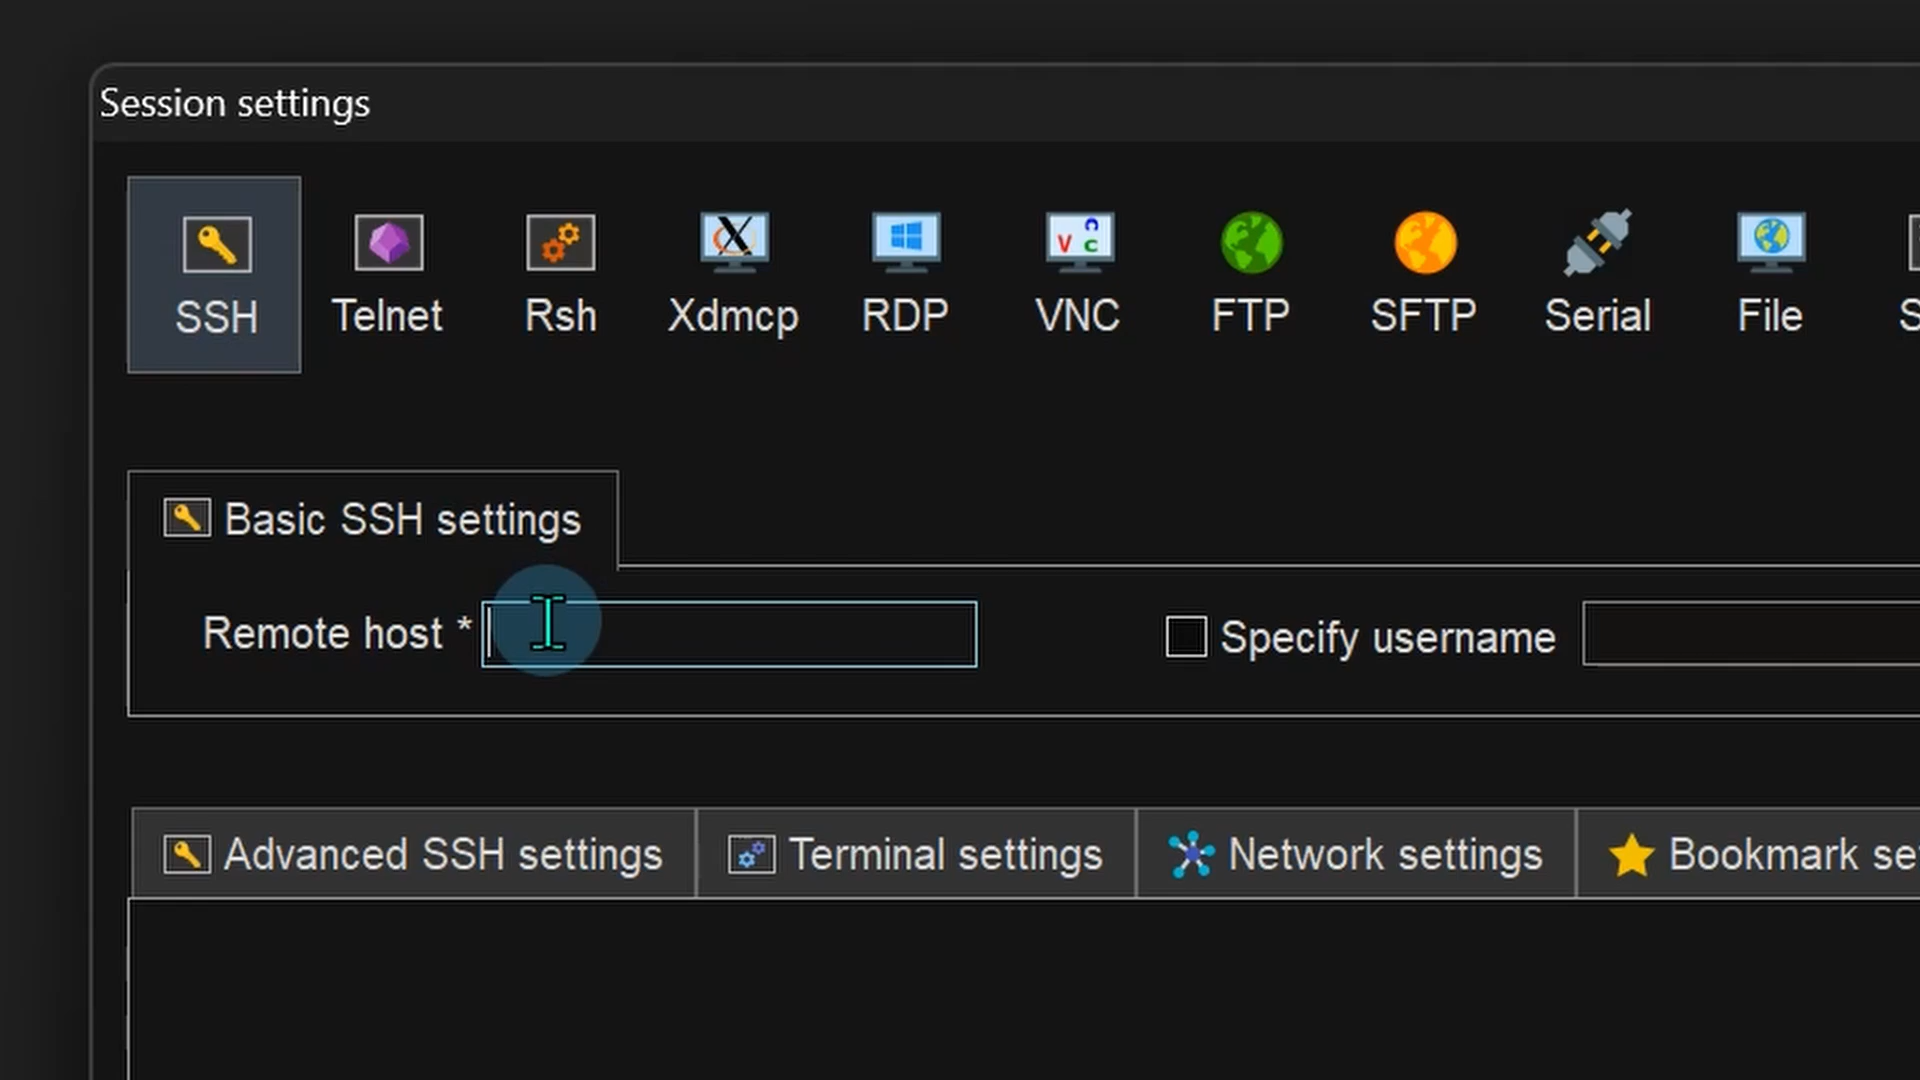 Session settings
SSH Telnet Rsh Xdmcp RDP VNC FTP SFTP Serial File
Basic SSH settings
Remote host * Specify username
Advanced SSH settings Terminal settings Network settings Bookmark